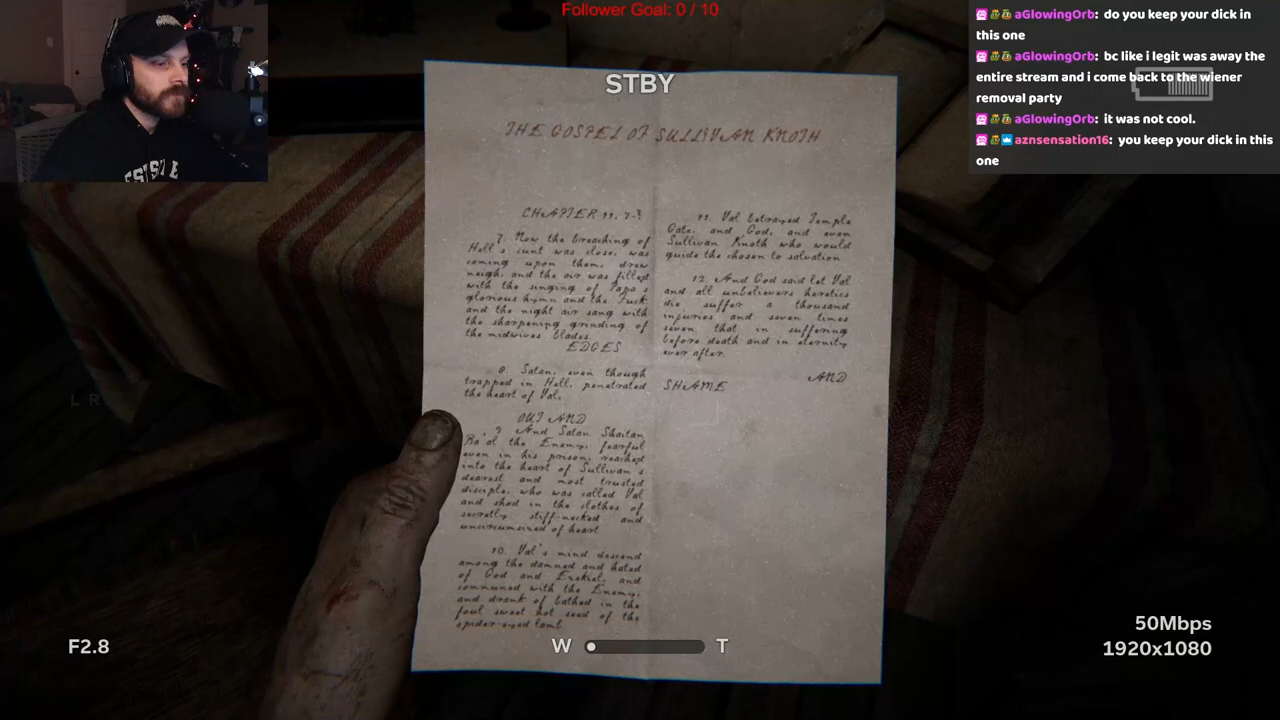 Follower Goal: 0 / 10
STBY
aGlowingOrb: do you keep your dick in
this one
aGlowingOrb: bc like i legit was away the
entire stream and i come back to the wiener
removal party
aGlowingOrb: it was not cool.
aznsensation16: you keep your dick in this
one
THE GOSPEL OF SULLIVAN KNOTH
CHAPTER 11, 7-
7. Now the breaching of
Hell's cunt was close, was
coming upon them, drew
neigh, and the air was filled
with the singing of Papa's
glorious hymn and the Fuck
and the night air sang with
the sharpening grinding of
the midwives blades.
EDGES
8. Satan, even though
trapped in Hell, penetrated
the heart of Val.
OUT AND
9. And Satan Shaitan
Ra'al the Enemy, fearful
even in his prison, reached
into the heart of Sullivan's
dearest and most trusted
disciple, who was called Val
and shod in the clothes of
secretly stiff-necked and
uncircumsized of heart.
10. Val's mind descend
among the damned and hated
of God and Ezekiel, and
communed with the Enemy,
and drank of bathed in the
foul sweet hot seed of the
spider-eyed lamb.
11. Val betrayed Temple
Gate, and God, and even
Sullivan Knoth who would
guide the chosen to salvation
12. And God said let Val
and all unbelievers heretics
die suffer a thousand
injuries and seven times
seven that in suffering
before death and in eternity
ever after.
AND
SHAME
L R
F2.8
W T
50Mbps
1920x1080